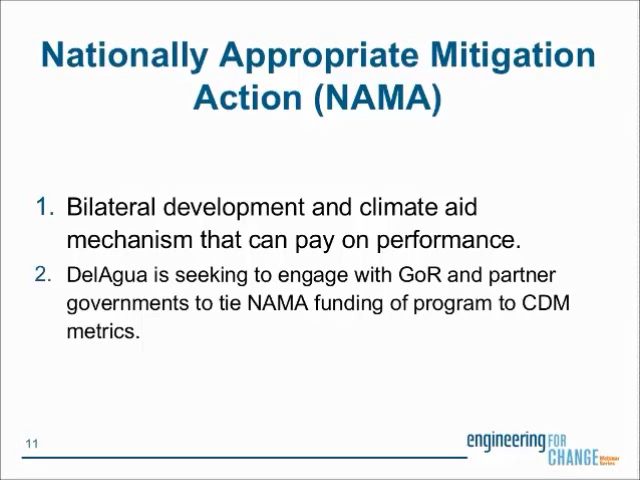 Nationally Appropriate Mitigation
Action (NAMA)
1. Bilateral development and climate aid
mechanism that can pay on performance.
2. DelAgua is seeking to engage with GoR and partner
governments to tie NAMA funding of program to CDM
metrics.
11
engineering FOR
CHANGE Webinar
Series